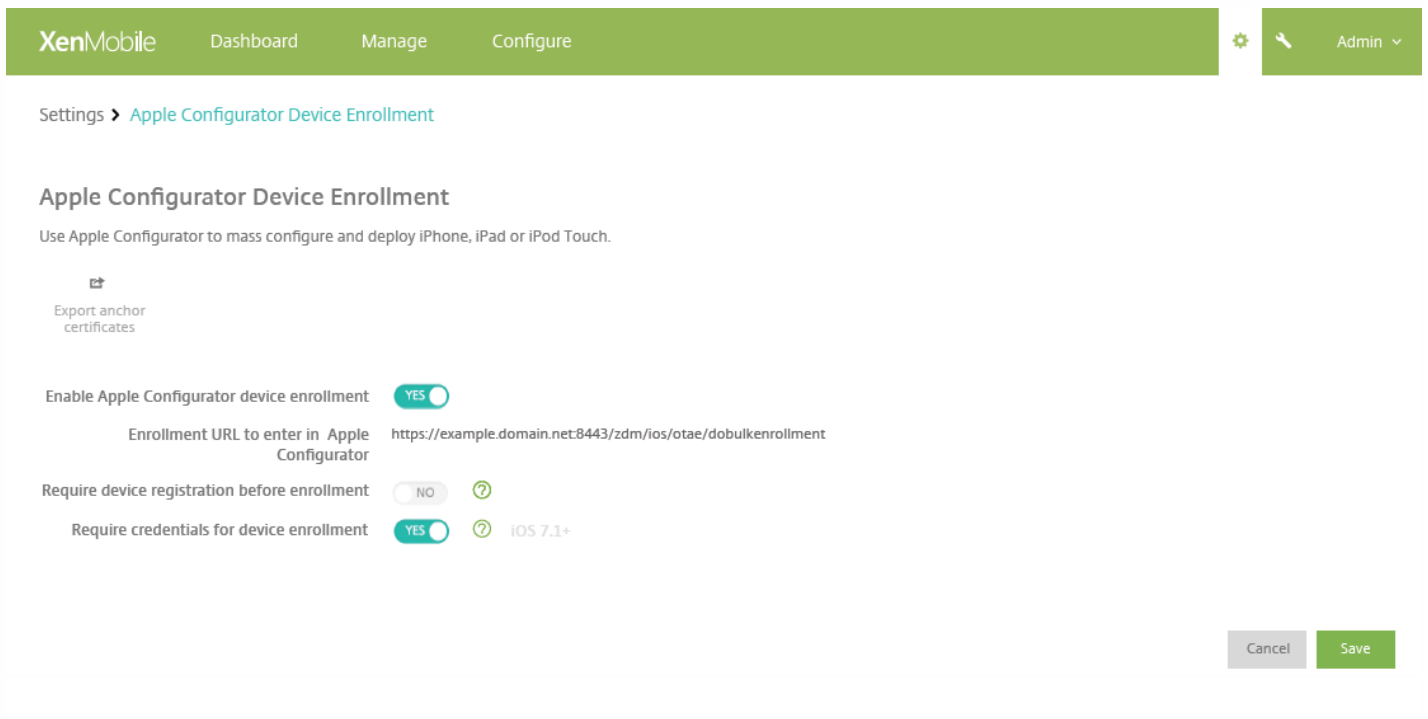 XenMobile Dashboard Manage Configure Admin
Settings Apple Configurator Device Enrollment
Apple Configurator Device Enrollment
Use Apple Configurator to mass configure and deploy iPhone, iPad or iPod Touch.
Export anchor
certificates
Enable Apple Configurator device enrollment YES
Enrollment URL to enter in Apple https://example.domain.net:8443/zdm/ios/otae/dobulkenrollment
Configurator
Require device registration before enrollment NO ?
Require credentials for device enrollment YES ? iOS 7.1+
Cancel Save